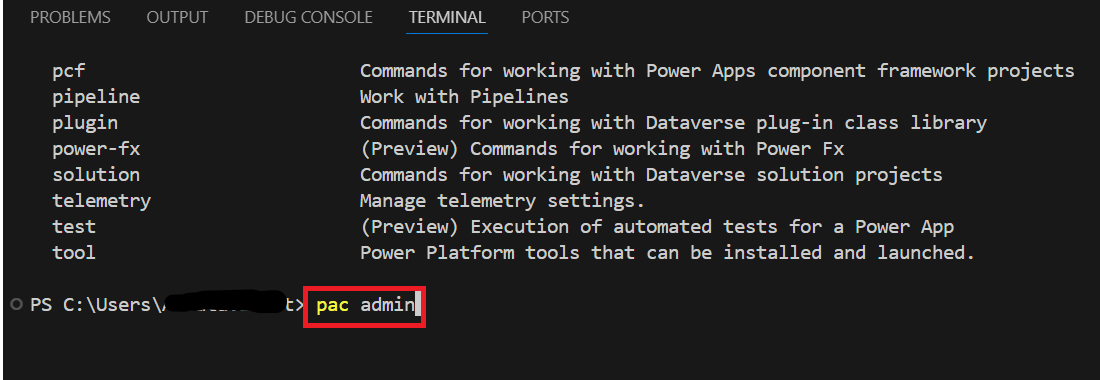 PROBLEMS OUTPUT DEBUG CONSOLE TERMINAL PORTS
pcf Commands for working with Power Apps component framework projects
pipeline Work with Pipelines
plugin Commands for working with Dataverse plug-in class library
power-fx (Preview) Commands for working with Power Fx
solution Commands for working with Dataverse solution projects
telemetry Manage telemetry settings.
test (Preview) Execution of automated tests for a Power App
tool Power Platform tools that can be installed and launched.
PS C:\Users\ t> pac admin